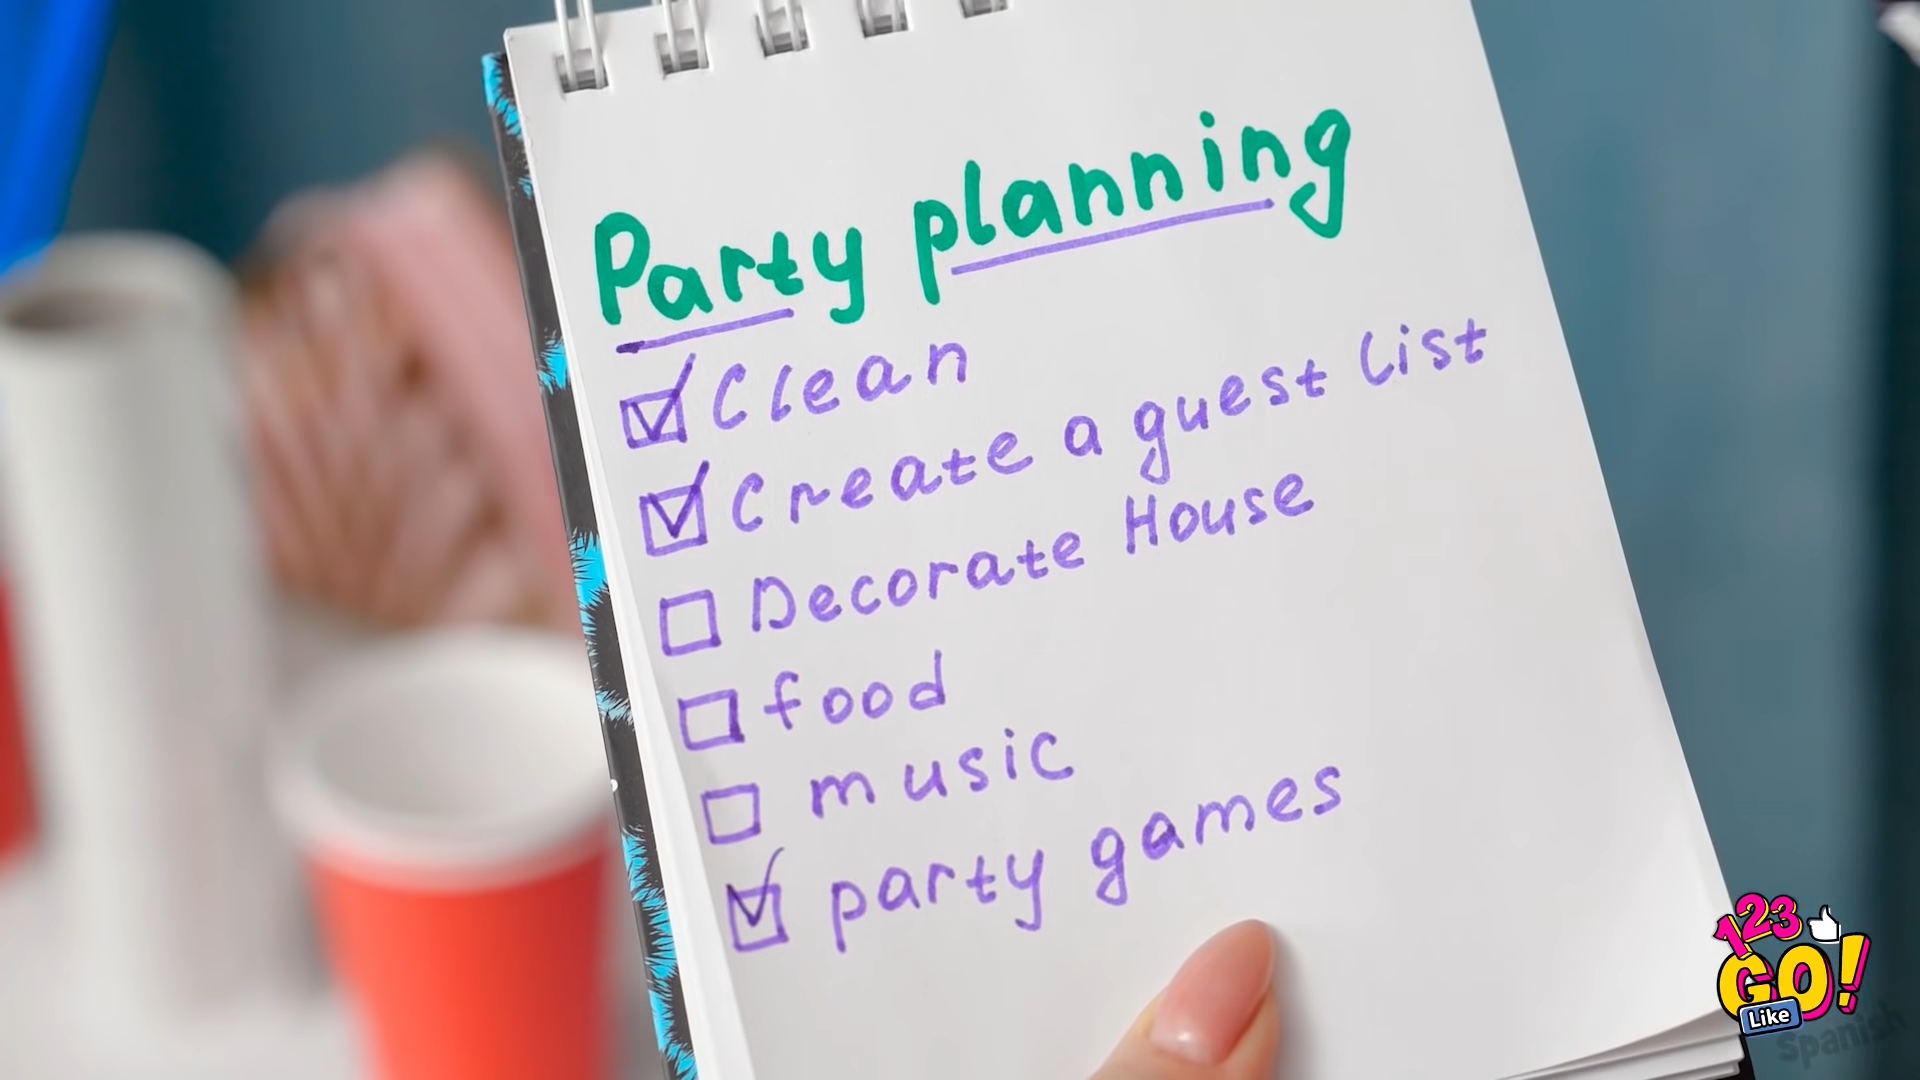 Party planning
Clean
Create a guest list
Decorate House
food
music
party games
123
GO!
Like
Spanish